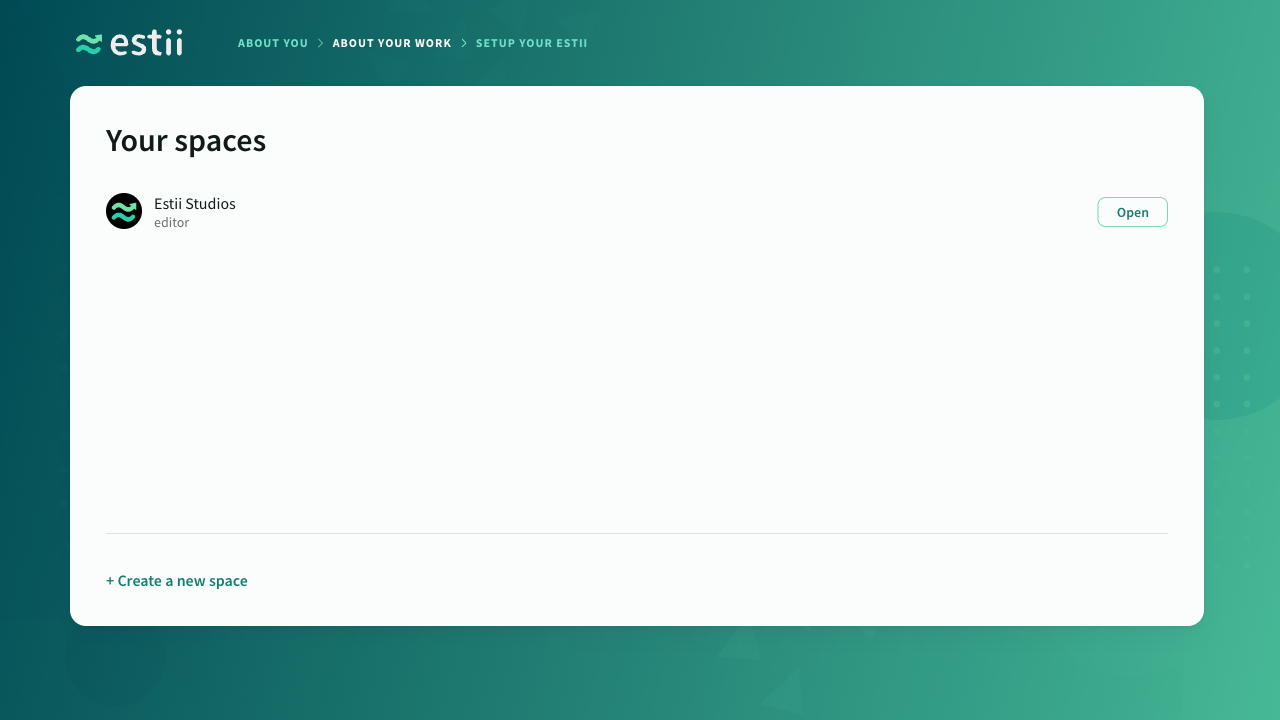 estii
ABOUT YOU
ABOUT YOUR WORK
SETUP YOUR ESTII
Your spaces
Estii Studios
editor
Open
+ Create a new space